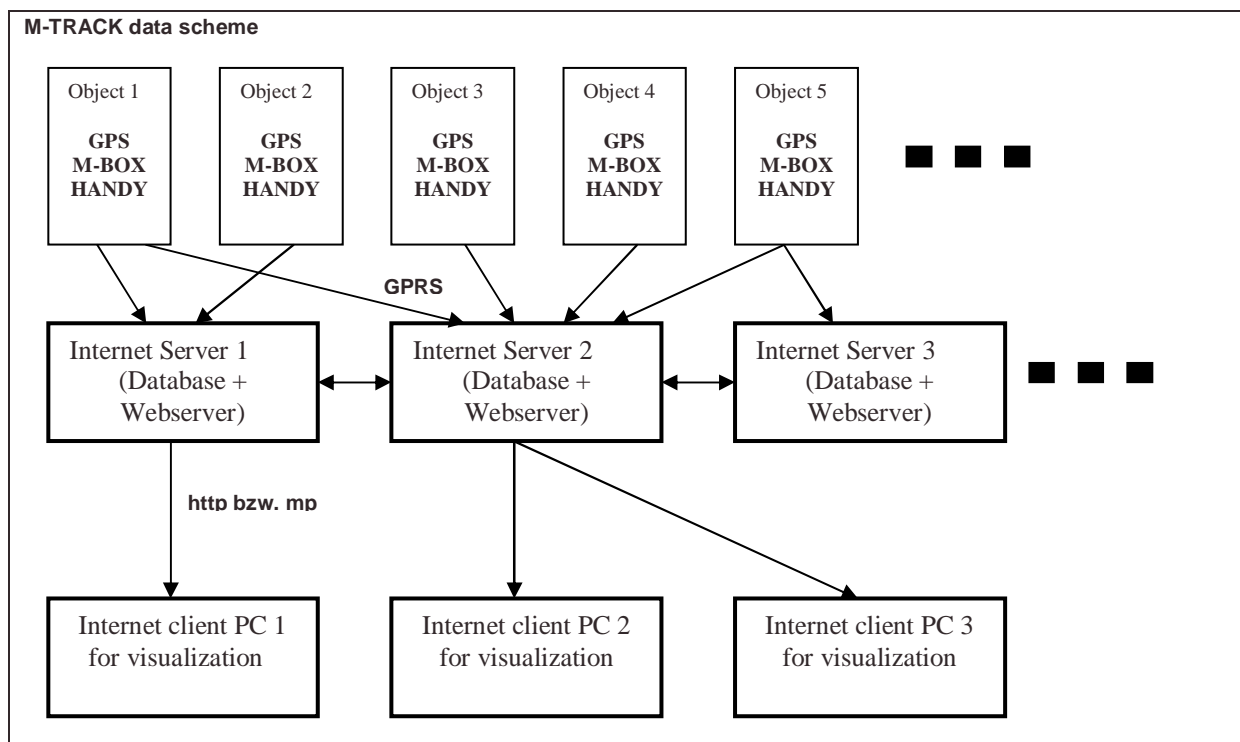 M-TRACK data scheme
Object 1
GPS
M-BOX
HANDY
Object 2
GPS
M-BOX
HANDY
Object 3
GPS
M-BOX
HANDY
Object 4
GPS
M-BOX
HANDY
Object 5
GPS
M-BOX
HANDY
GPRS
Internet Server 1
(Database +
Webserver)
Internet Server 2
(Database +
Webserver)
Internet Server 3
(Database +
Webserver)
http bzw. mp
Internet client PC 1
for visualization
Internet client PC 2
for visualization
Internet client PC 3
for visualization